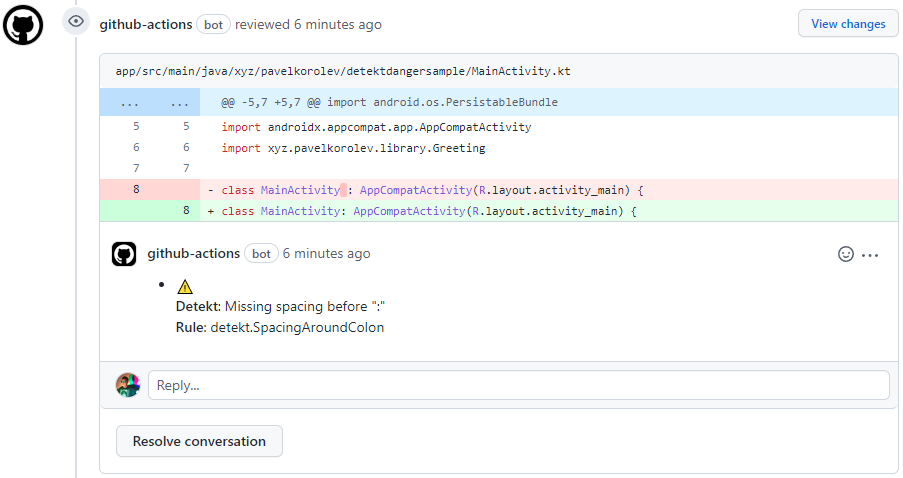 github-actions bot reviewed 6 minutes ago View changes
app/src/main/java/xyz/pavelkorolev/detektdangersample/MainActivity.kt
... ... @@ -5,7 +5,7 @@ import android.os.PersistableBundle
5 5 import androidx.appcompat.app.AppCompatActivity
6 6 import xyz.pavelkorolev.library.Greeting
7 7
8 - class MainActivity : AppCompatActivity(R.layout.activity_main) {
8 + class MainActivity: AppCompatActivity(R.layout.activity_main) {
github-actions bot 6 minutes ago
Detekt: Missing spacing before ":"
Rule: detekt.SpacingAroundColon
Reply...
Resolve conversation